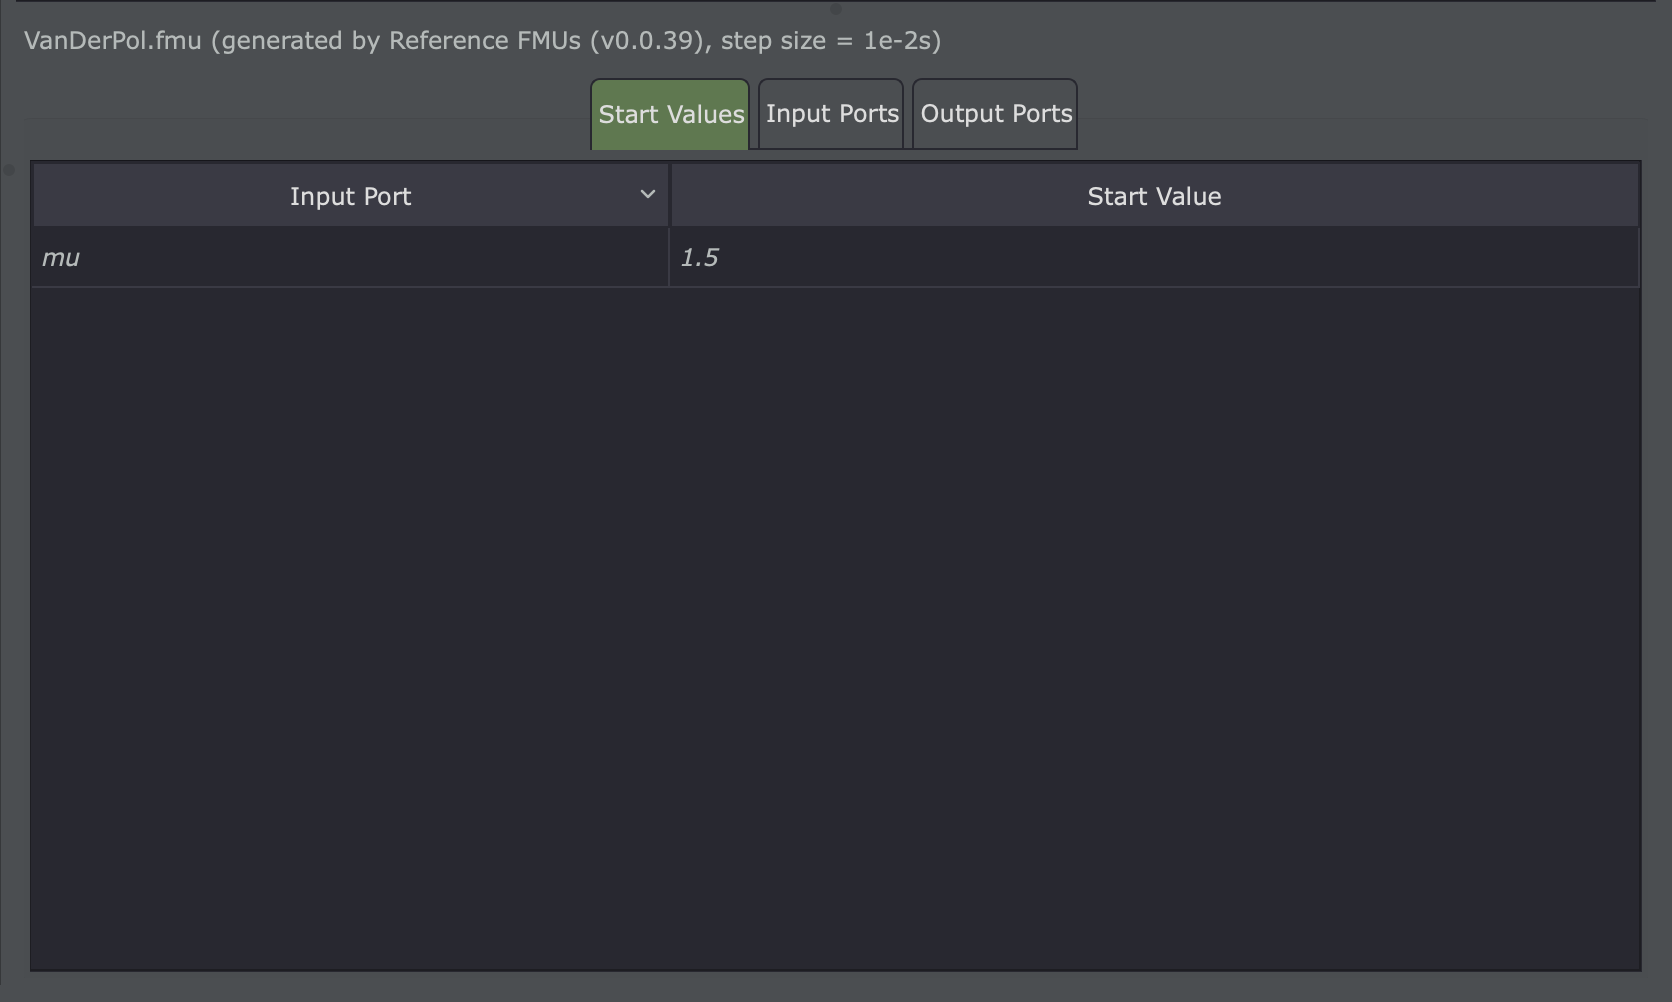 VanDerPol.fmu (generated by Reference FMUs (v0.0.39), step size = 1e-2s)
Start Values Input Ports Output Ports
Input Port Start Value
mu 1.5